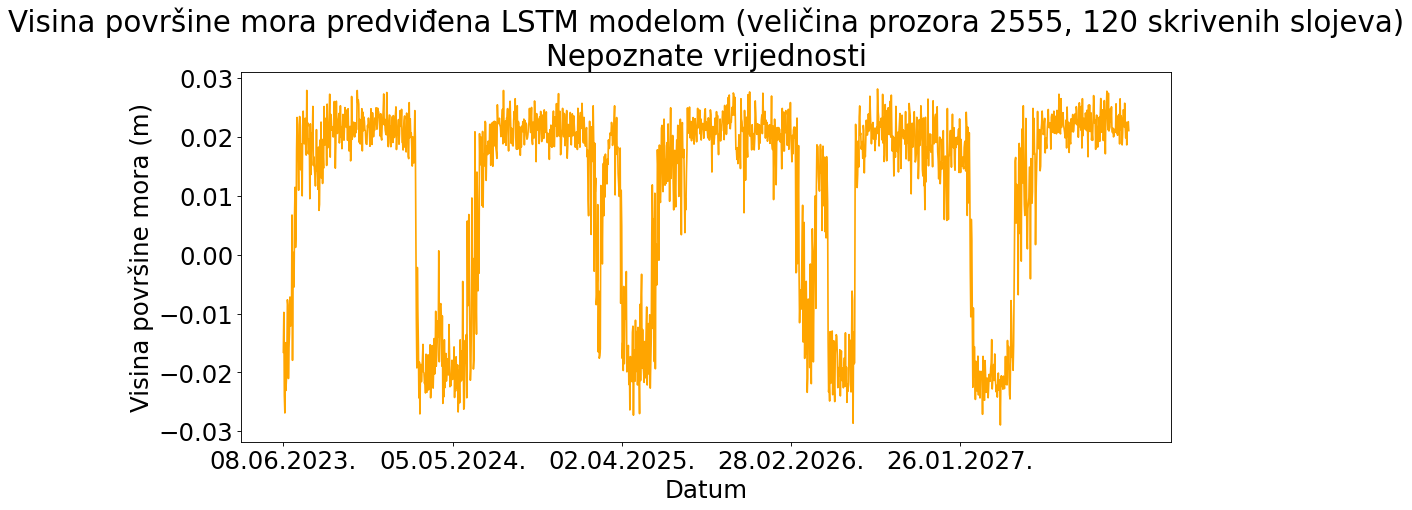 Visina površine mora predviđena LSTM modelom (veličina prozora 2555, 120 skrivenih slojeva)
Nepoznate vrijednosti
Visina površine mora (m)
0.03
0.02
0.01
0.00
−0.01
−0.02
−0.03
08.06.2023. 05.05.2024. 02.04.2025. 28.02.2026. 26.01.2027.
Datum